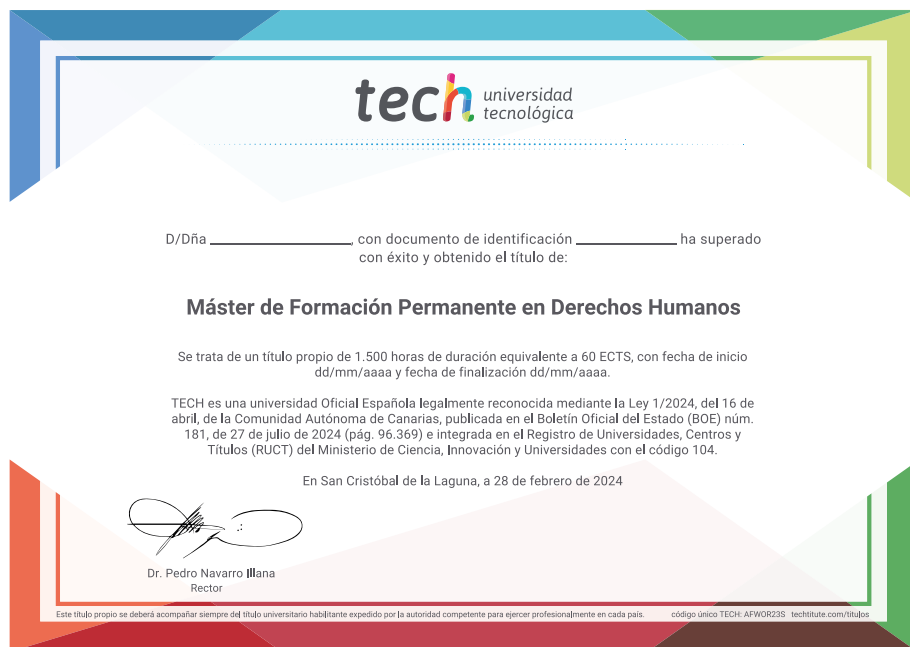 tech universidad
tecnológica
D/Dña ____________________, con documento de identificación ______________ ha superado
con éxito y obtenido el título de:
Máster de Formación Permanente en Derechos Humanos
Se trata de un título propio de 1.500 horas de duración equivalente a 60 ECTS, con fecha de inicio
dd/mm/aaaa y fecha de finalización dd/mm/aaaa.
TECH es una universidad Oficial Española legalmente reconocida mediante la Ley 1/2024, del 16 de
abril, de la Comunidad Autónoma de Canarias, publicada en el Boletín Oficial del Estado (BOE) núm.
181, de 27 de julio de 2024 (pág. 96.369) e integrada en el Registro de Universidades, Centros y
Títulos (RUCT) del Ministerio de Ciencia, Innovación y Universidades con el código 104.
En San Cristóbal de la Laguna, a 28 de febrero de 2024
Dr. Pedro Navarro Illana
Rector
Este título propio se deberá acompañar siempre del título universitario habilitante expedido por la autoridad competente para ejercer profesionalmente en cada país. código único TECH: AFWOR23S techtitute.com/titulos